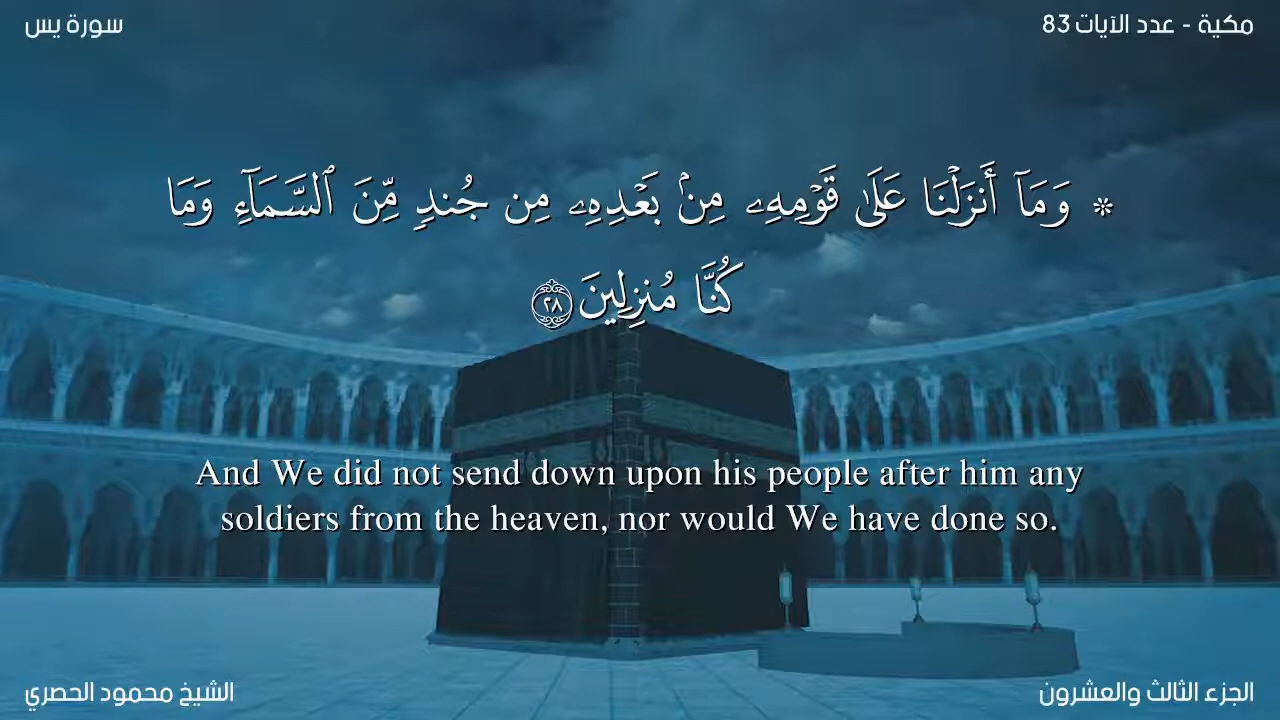 سورة يس
مكية - عدد الآيات 83
۞ وَمَآ أَنزَلْنَا عَلَىٰ قَوْمِهِۦ مِنۢ بَعْدِهِۦ مِن جُندٍ مِّنَ ٱلسَّمَآءِ وَمَا
كُنَّا مُنزِلِينَ ٢٨
And We did not send down upon his people after him any
soldiers from the heaven, nor would We have done so.
الشيخ محمود الحصري
الجزء الثالث والعشرون